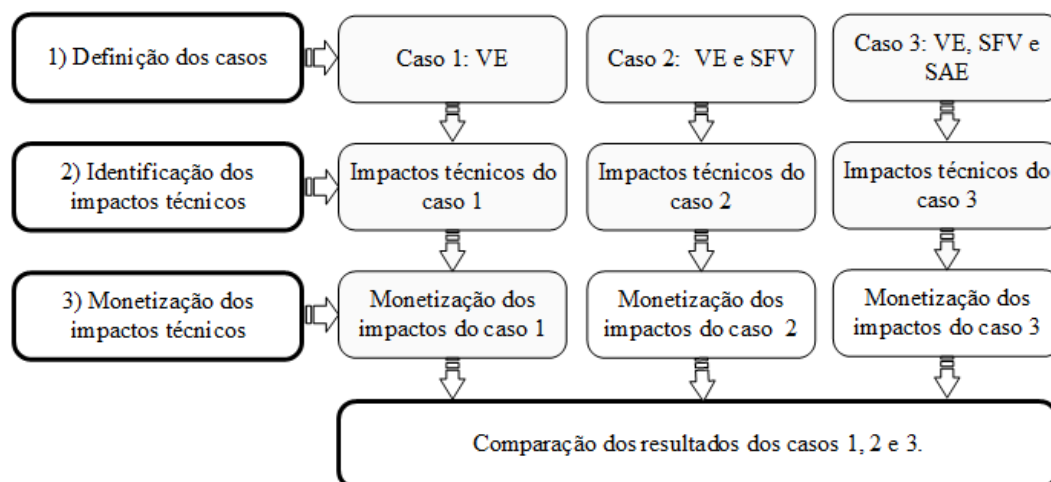 1) Definição dos casos
Caso 1: VE
Caso 2: VE e SFV
Caso 3: VE, SFV e
SAE
2) Identificação dos
impactos técnicos
Impactos técnicos do
caso 1
Impactos técnicos do
caso 2
Impactos técnicos do
caso 3
3) Monetização dos
impactos técnicos
Monetização dos
impactos do caso 1
Monetização dos
impactos do caso 2
Monetização dos
impactos do caso 3
Comparação dos resultados dos casos 1, 2 e 3.